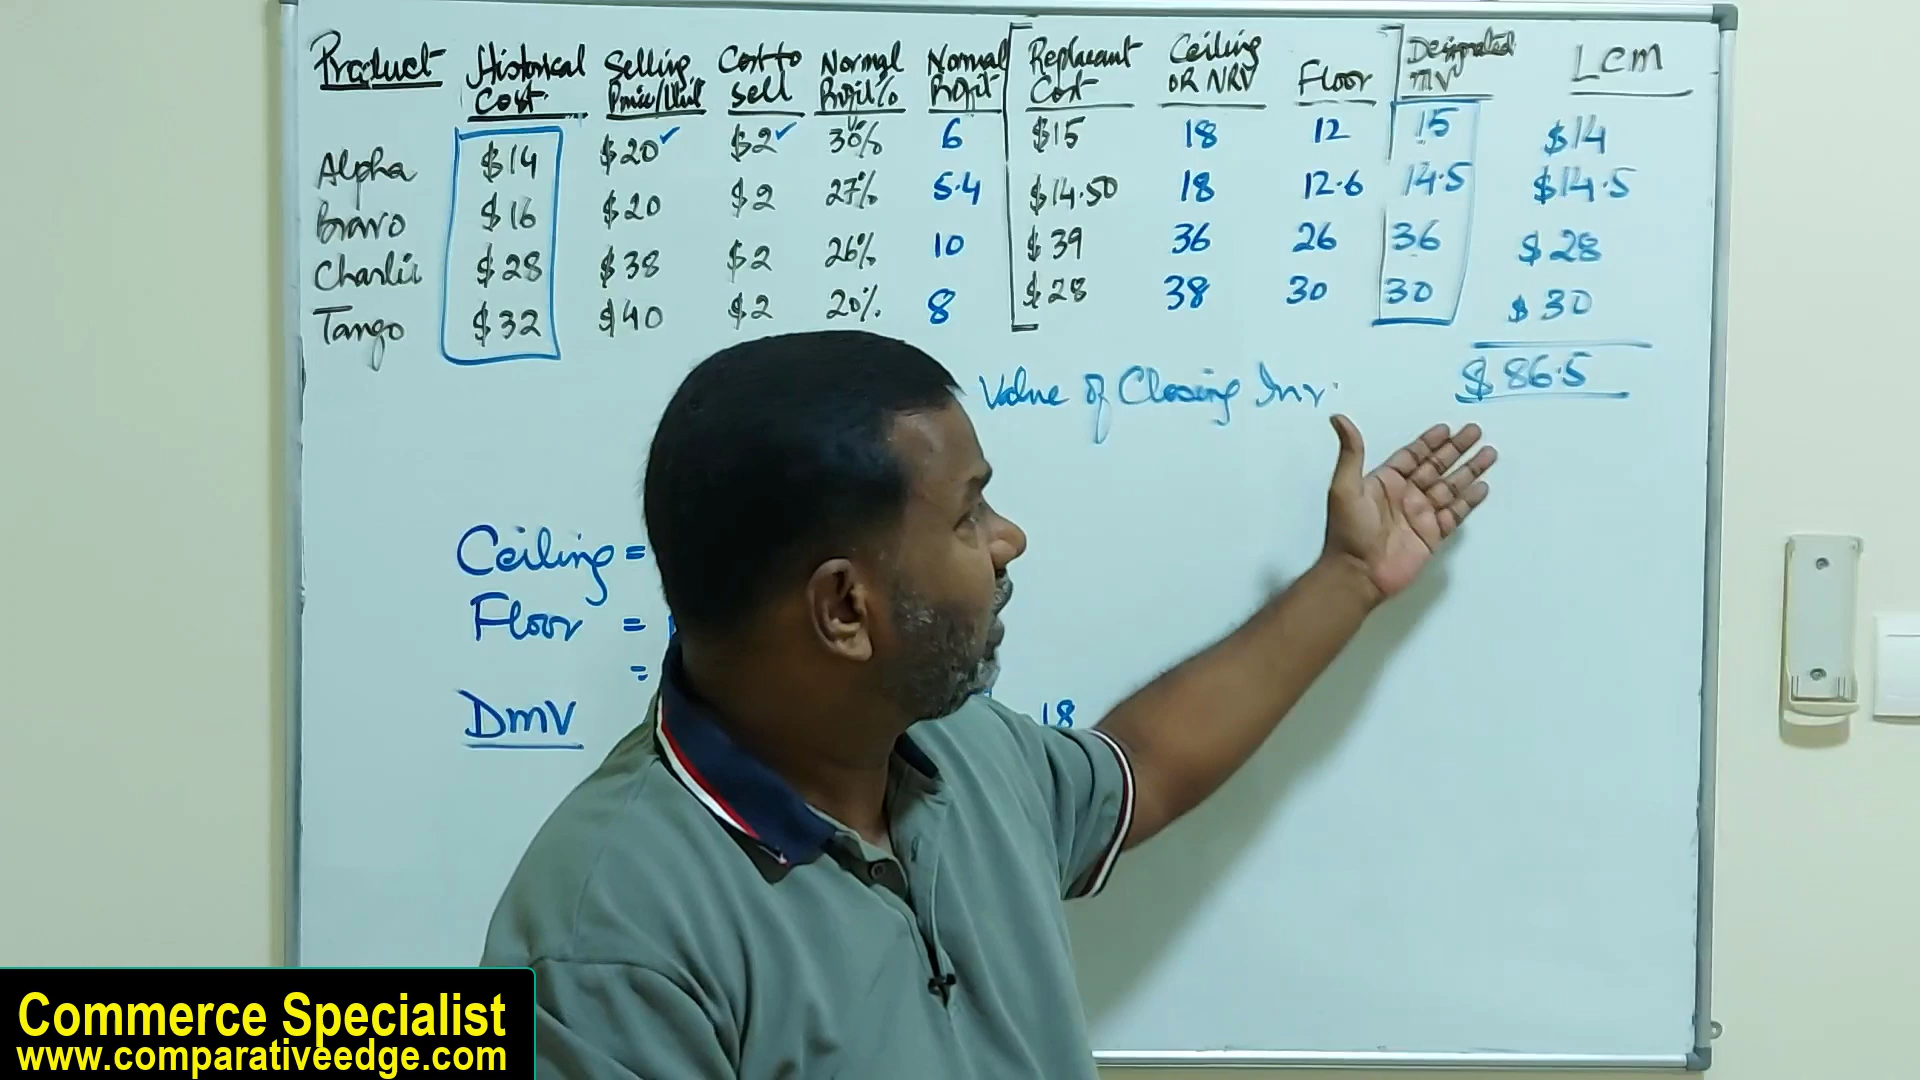 Product Historical Cost Selling Price/Unit Cost to sell Normal Profit % Normal Profit Replacant Cost Ceiling OR NRV Floor Designated MV LCM
Alpha $14 $20 ✓ $2 ✓ 30% 6 $15 18 12 15 $14
Bravo $16 $20 $2 27% 5.4 $14.50 18 12.6 14.5 $14.5
Charlie $28 $38 $2 26% 10 $39 36 26 36 $28
Tango $32 $40 $2 20% 8 $28 38 30 30 $30
Value of Closing Inv. $86.5
Ceiling =
Floor =
=
DMV 18
Commerce Specialist
www.comparativeedge.com